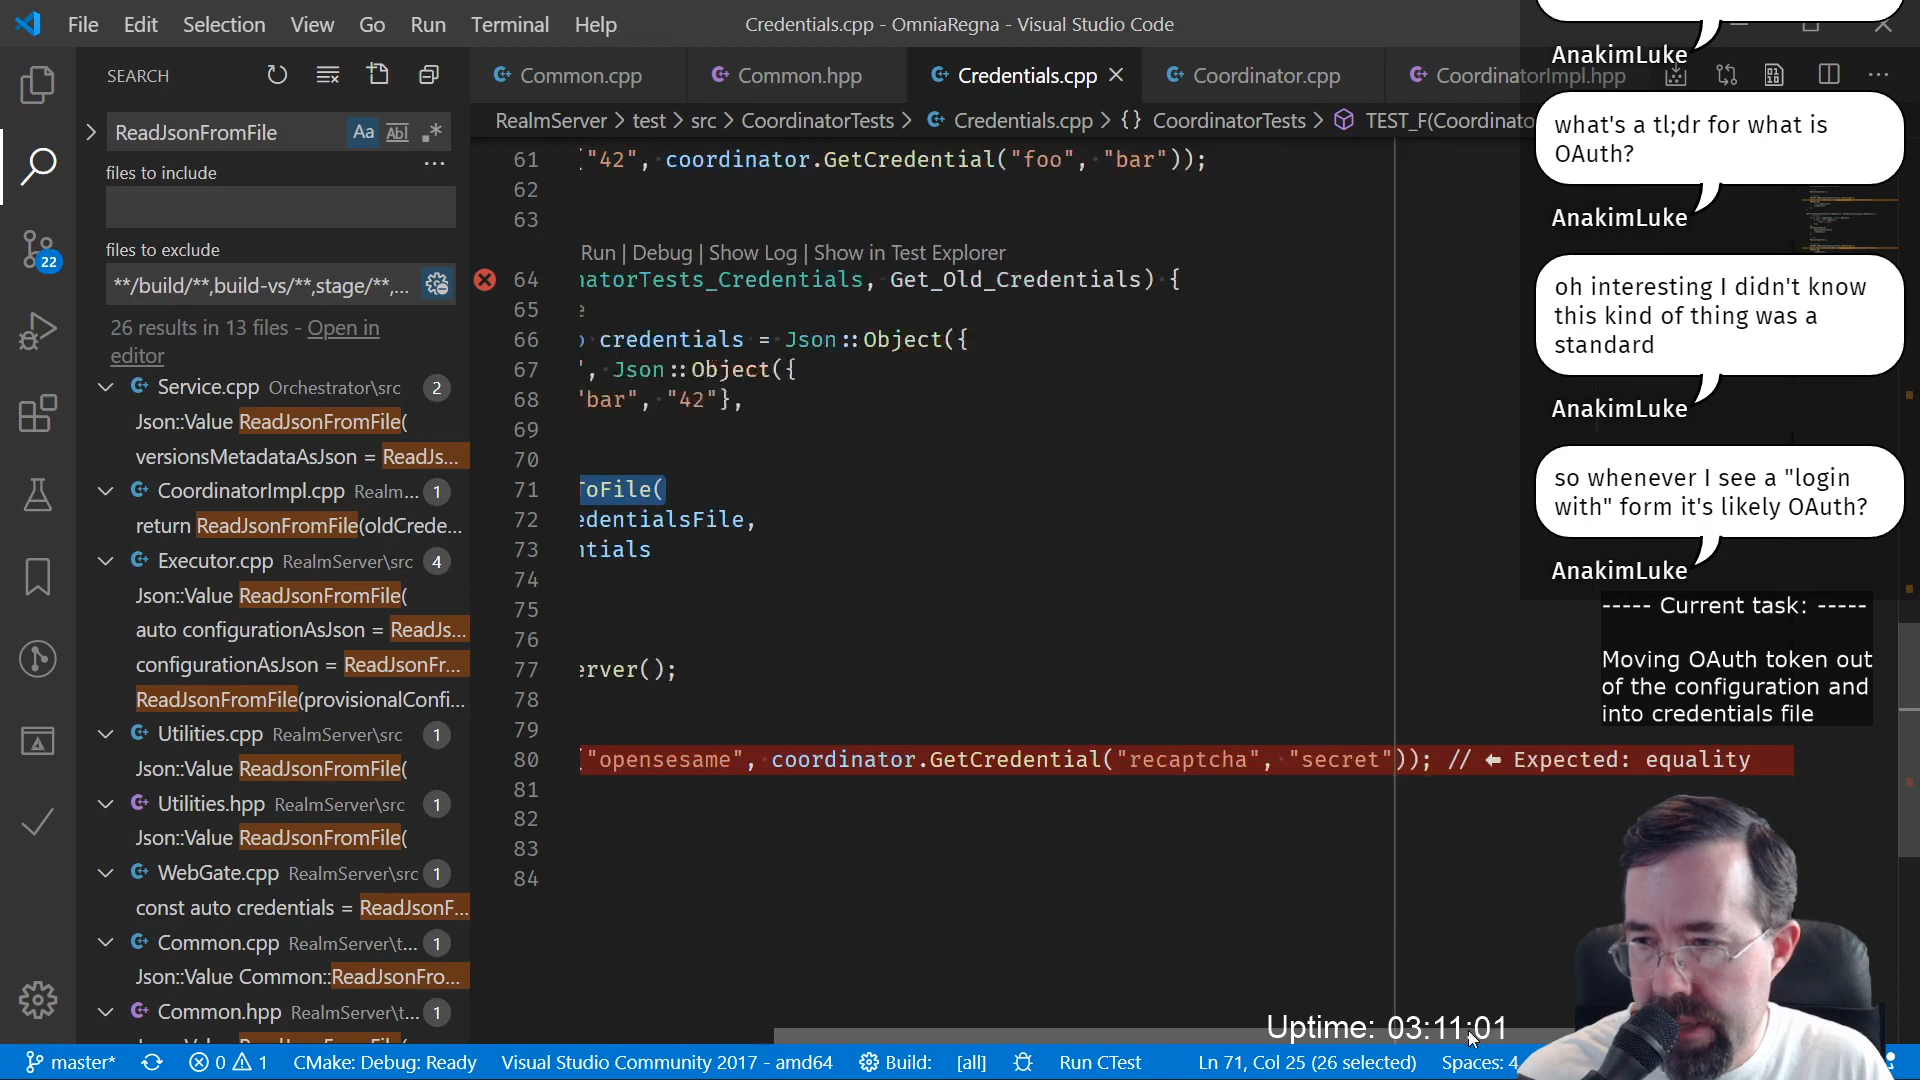 File Edit Selection View Go Run Terminal Help
Credentials.cpp - OmniaRegna - Visual Studio Code
SEARCH
ReadJsonFromFile
Aa Abl .*
files to include
files to exclude
**/build/**,build-vs/**,stage/**,...
26 results in 13 files - Open in
editor
Service.cpp Orchestrator\src 2
Json::Value ReadJsonFromFile(
versionsMetadataAsJson = ReadJs...
CoordinatorImpl.cpp Realm... 1
return ReadJsonFromFile(oldCrede...
Executor.cpp RealmServer\src 4
Json::Value ReadJsonFromFile(
auto configurationAsJson = ReadJs...
configurationAsJson = ReadJsonFr...
ReadJsonFromFile(provisionalConfi...
Utilities.cpp RealmServer\src 1
Json::Value ReadJsonFromFile(
Utilities.hpp RealmServer\src 1
Json::Value ReadJsonFromFile(
WebGate.cpp RealmServer\src 1
const auto credentials = ReadJsonF...
Common.cpp RealmServer\t... 1
Json::Value Common::ReadJsonFro...
Common.hpp RealmServer\t... 1
22
Common.cpp Common.hpp Credentials.cpp Coordinator.cpp CoordinatorImpl.hpp
RealmServer > test > src > CoordinatorTests > Credentials.cpp > {} CoordinatorTests > TEST_F(Coordinato
61 ("42", coordinator.GetCredential("foo", "bar"));
62
63
Run | Debug | Show Log | Show in Test Explorer
64 natorTests_Credentials, Get_Old_Credentials) {
65 e
66 o credentials = Json::Object({
67 ", Json::Object({
68 "bar", "42"},
69
70
71 ToFile(
72 edentialsFile,
73 ntials
74
75
76
77 erver();
78
79
80 ("opensesame", coordinator.GetCredential("recaptcha", "secret")); // ⬅ Expected: equality
81
82
83
84
AnakimLuke
what's a tl;dr for what is
OAuth?
AnakimLuke
oh interesting I didn't know
this kind of thing was a
standard
AnakimLuke
so whenever I see a "login
with" form it's likely OAuth?
AnakimLuke
----- Current task: -----
Moving OAuth token out
of the configuration and
into credentials file
Uptime: 03:11:01
master* 0 1 CMake: Debug: Ready Visual Studio Community 2017 - amd64 Build: [all] Run CTest Ln 71, Col 25 (26 selected) Spaces: 4